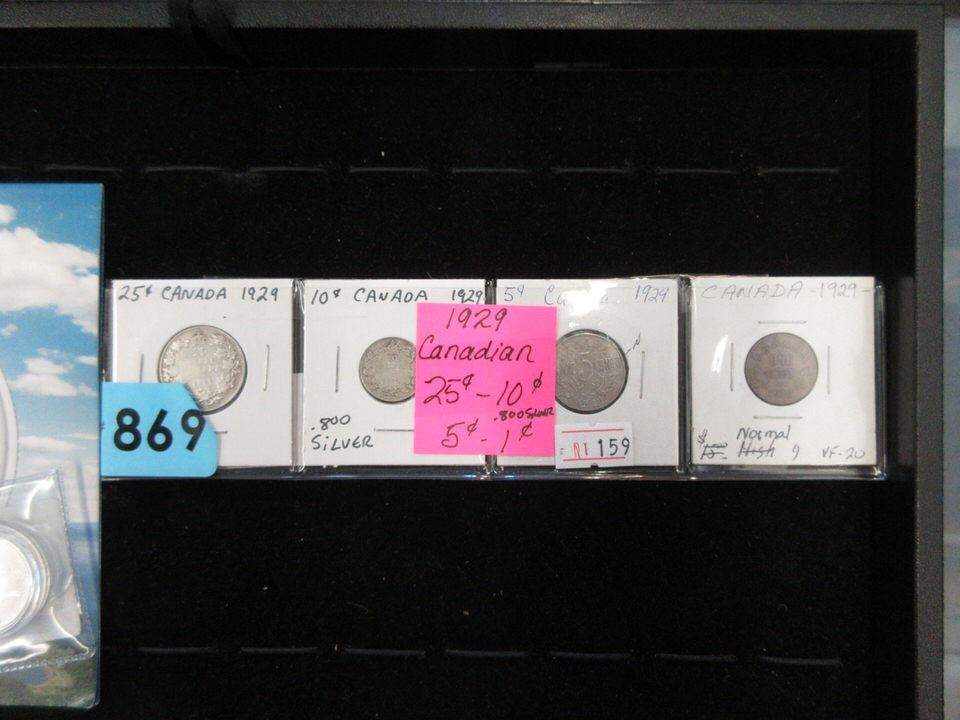 25¢ CANADA 1929
869
10¢ CANADA 1929
.800
SILVER
1929
Canadian
25¢ - 10¢
.800 SILVER
5¢ - 1¢
5¢ 1929
5
N
159
CANADA -1929-
Normal
High 9
VF-20